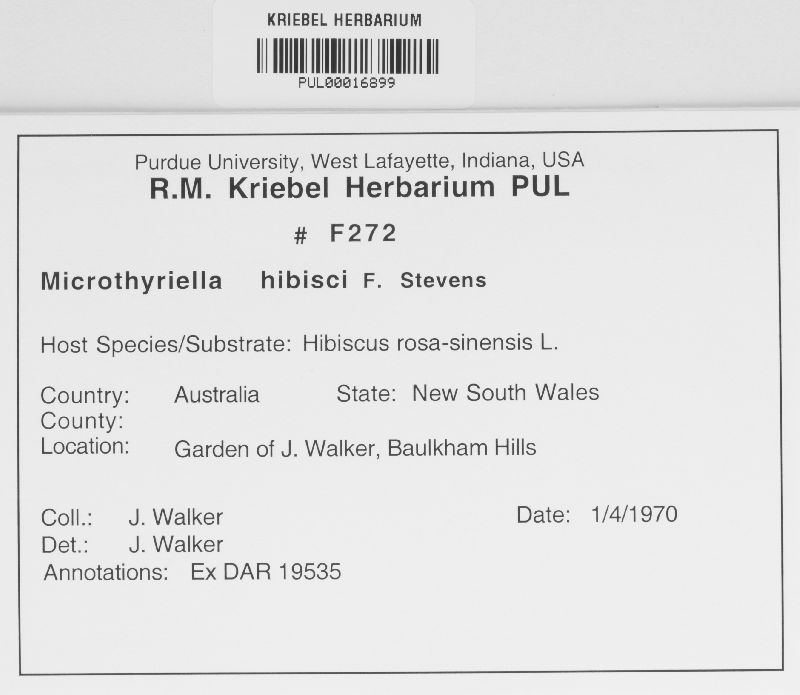 KRIEBEL HERBARIUM
PUL00016899
Purdue University, West Lafayette, Indiana, USA
R.M. Kriebel Herbarium PUL
# F272
Microthyriella hibisci F. Stevens
Host Species/Substrate: Hibiscus rosa-sinensis L.
Country: Australia State: New South Wales
County:
Location: Garden of J. Walker, Baulkham Hills
Coll.: J. Walker Date: 1/4/1970
Det.: J. Walker
Annotations: Ex DAR 19535